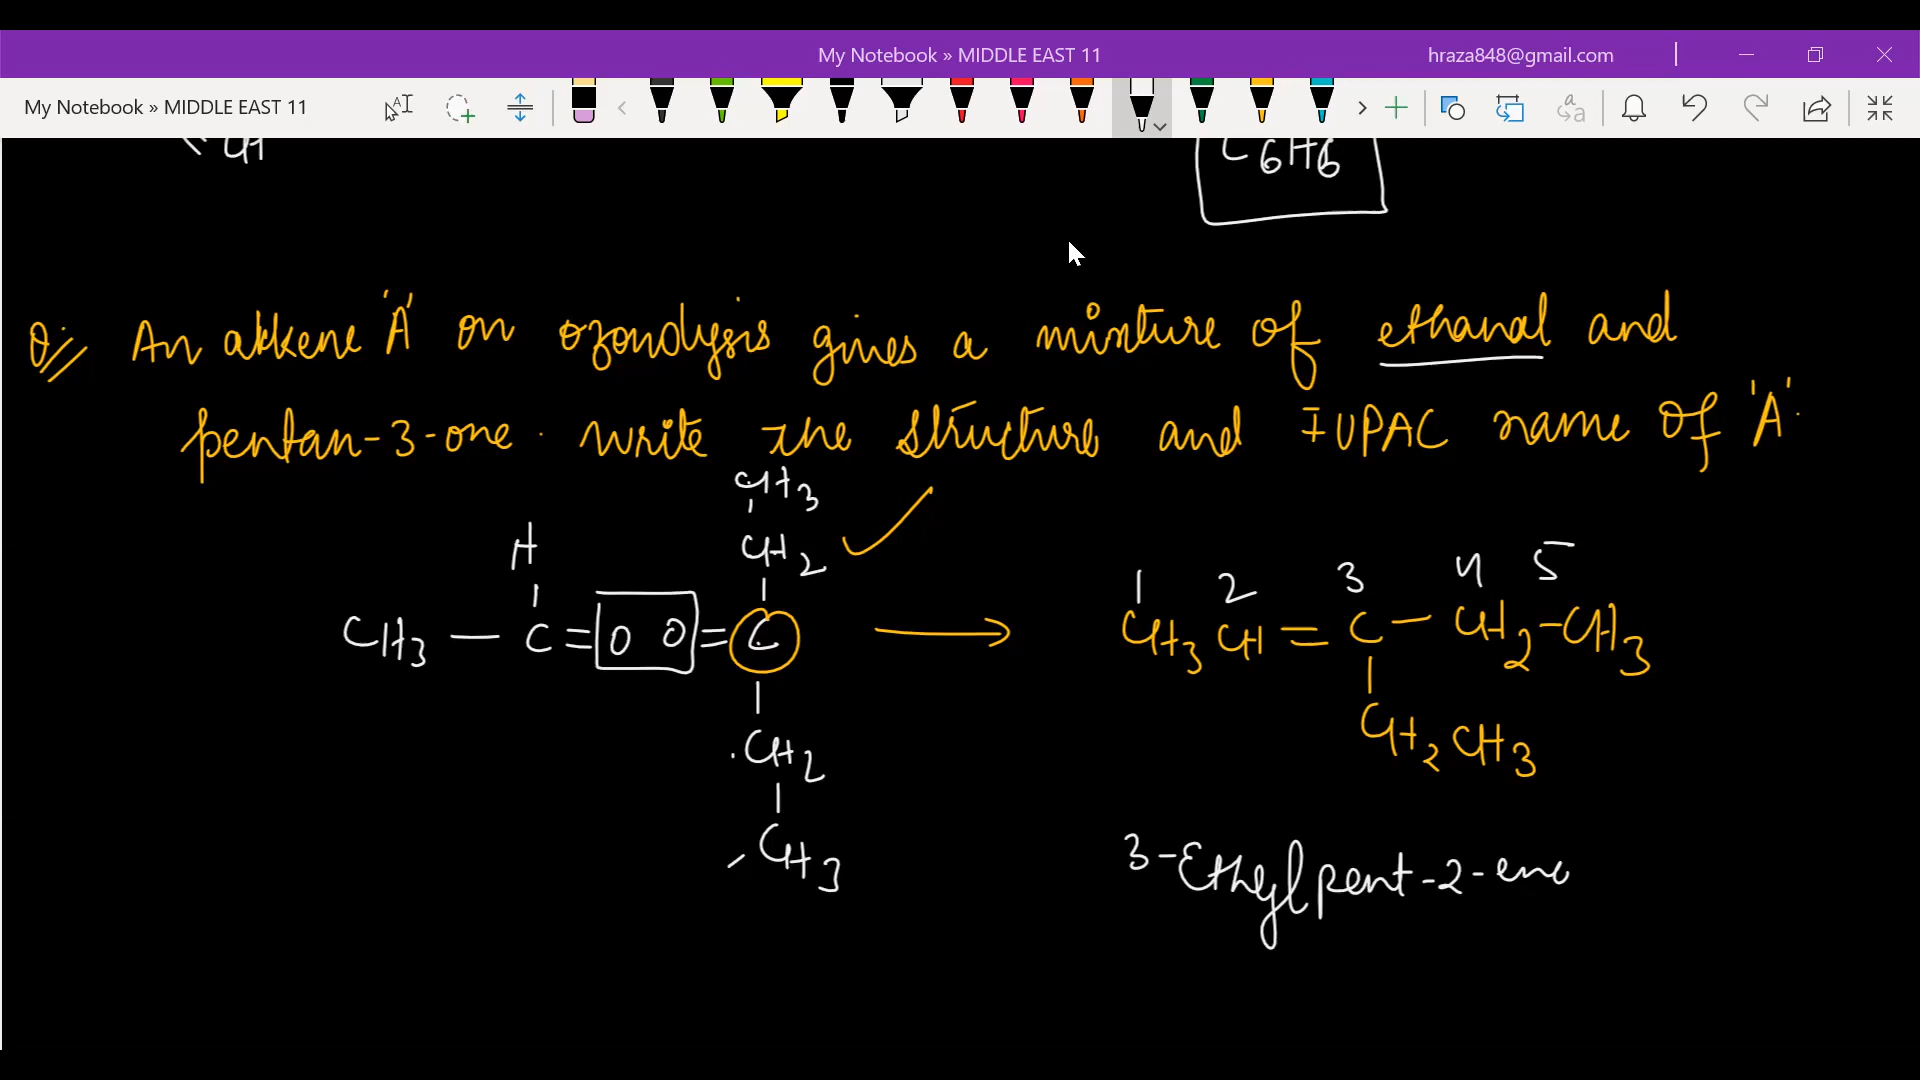 My Notebook » MIDDLE EAST 11
hraza848@gmail.com
My Notebook » MIDDLE EAST 11
CH
C6H6
Q:// An alkene 'A' on ozonolysis gives a mixture of ethanal and
pentan-3-one. write the structure and IUPAC name of 'A'.
CH3
H CH2
CH3 — C = O O = C
CH2
CH3
1 2 3 4 5
CH3 CH = C — CH2 – CH3
CH2 CH3
3-Ethylpent-2-ene